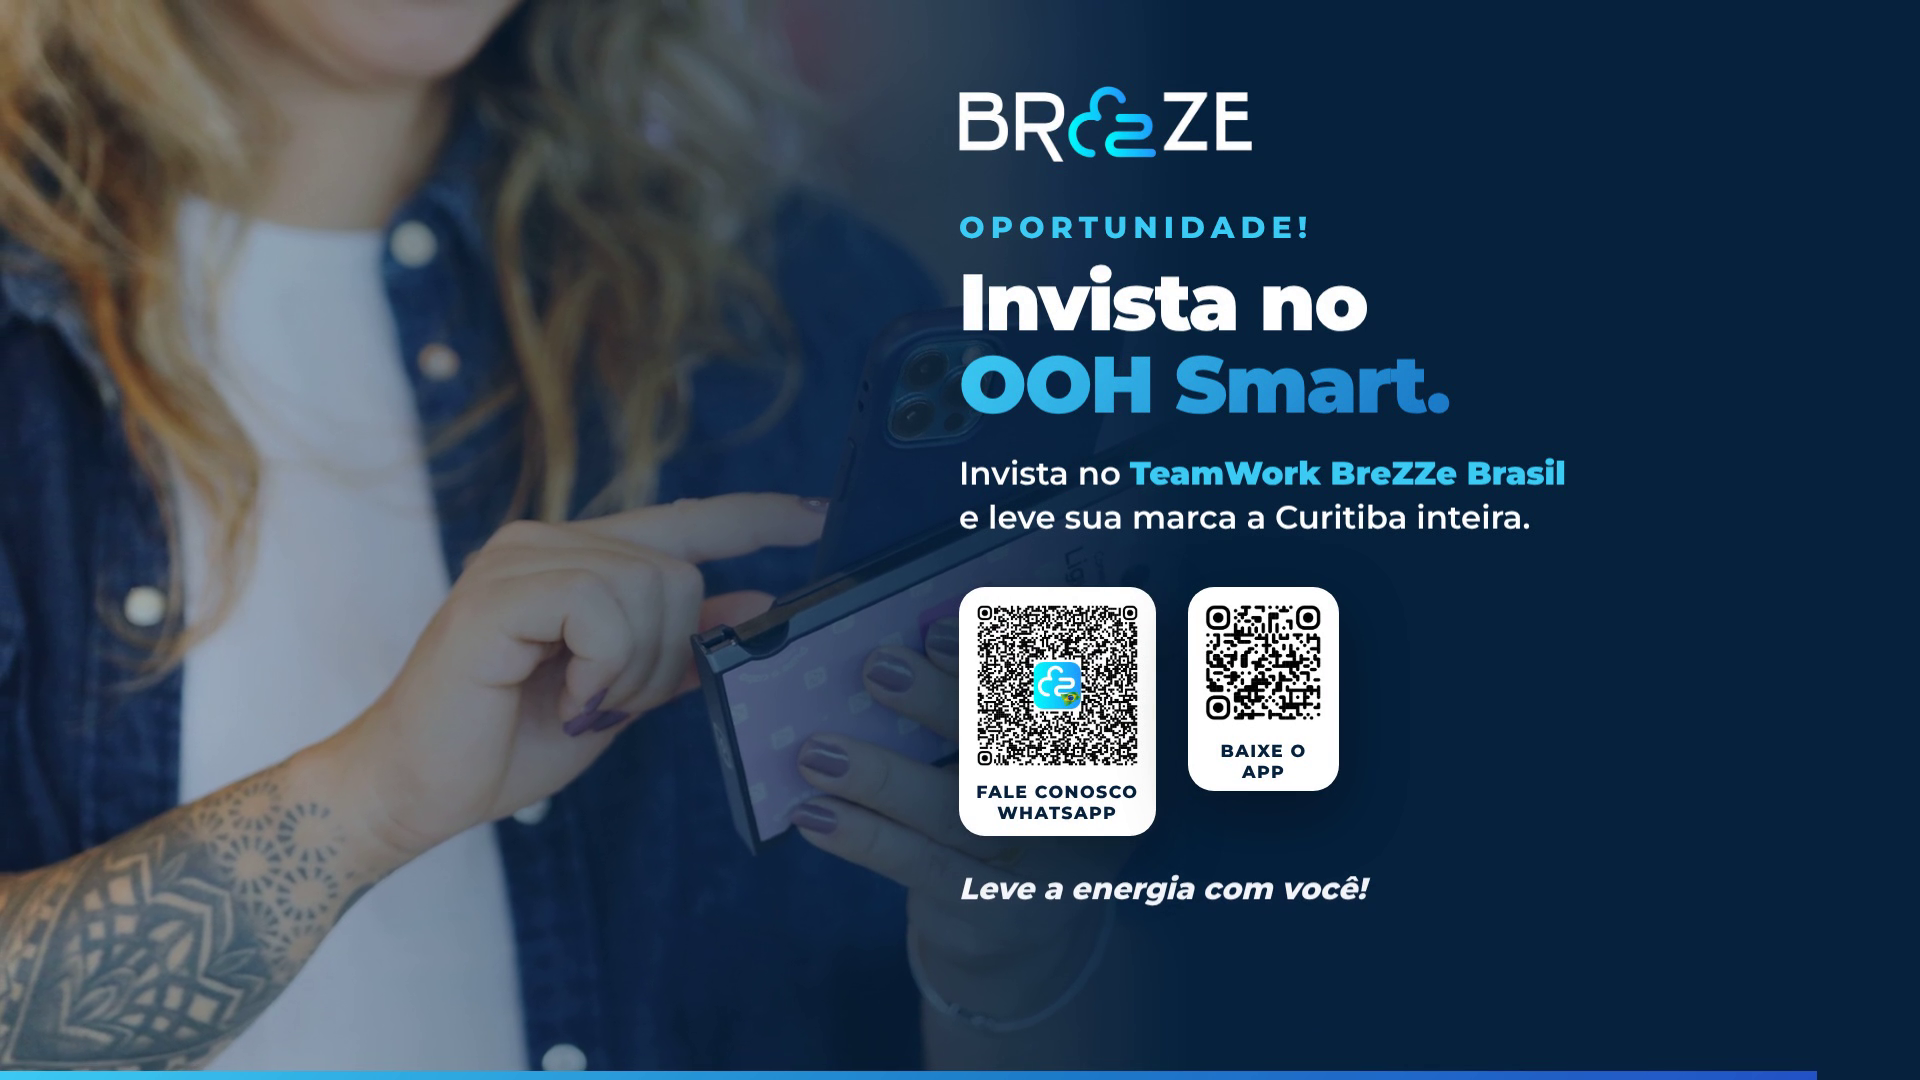 BREZZE
OPORTUNIDADE!
Invista no
OOH Smart.
Invista no TeamWork BreZZe Brasil
e leve sua marca a Curitiba inteira.
FALE CONOSCO
WHATSAPP
BAIXE O
APP
Leve a energia com você!